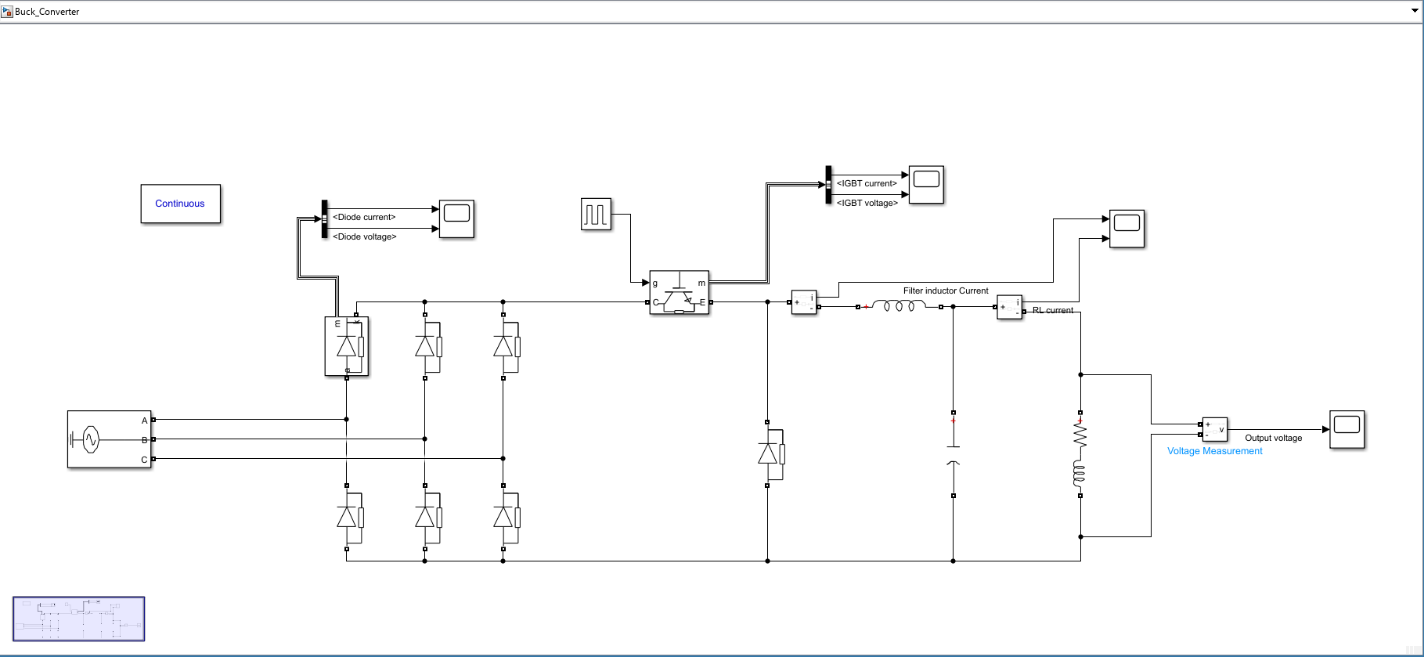 Buck_Converter
Continuous
<Diode current>
<Diode voltage>
<IGBT current>
<IGBT voltage>
g
m
C
E
i
+
-
Filter inductor Current
i
+
-
RL current
m
A
B
C
+
-
v
Output voltage
Voltage Measurement